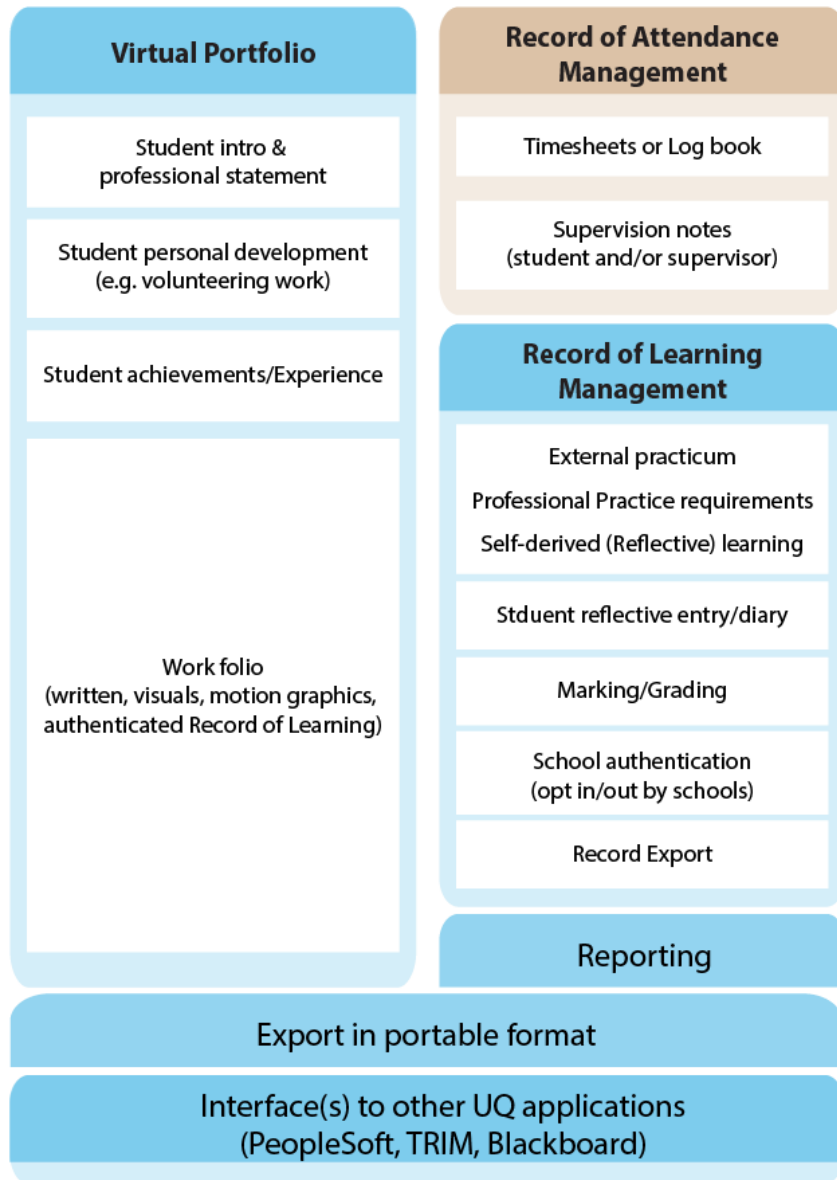 Virtual Portfolio
Student intro &
professional statement
Student personal development
(e.g. volunteering work)
Student achievements/Experience
Work folio
(written, visuals, motion graphics,
authenticated Record of Learning)
Record of Attendance
Management
Timesheets or Log book
Supervision notes
(student and/or supervisor)
Record of Learning
Management
External practicum
Professional Practice requirements
Self-derived (Reflective) learning
Stduent reflective entry/diary
Marking/Grading
School authentication
(opt in/out by schools)
Record Export
Reporting
Export in portable format
Interface(s) to other UQ applications
(PeopleSoft, TRIM, Blackboard)